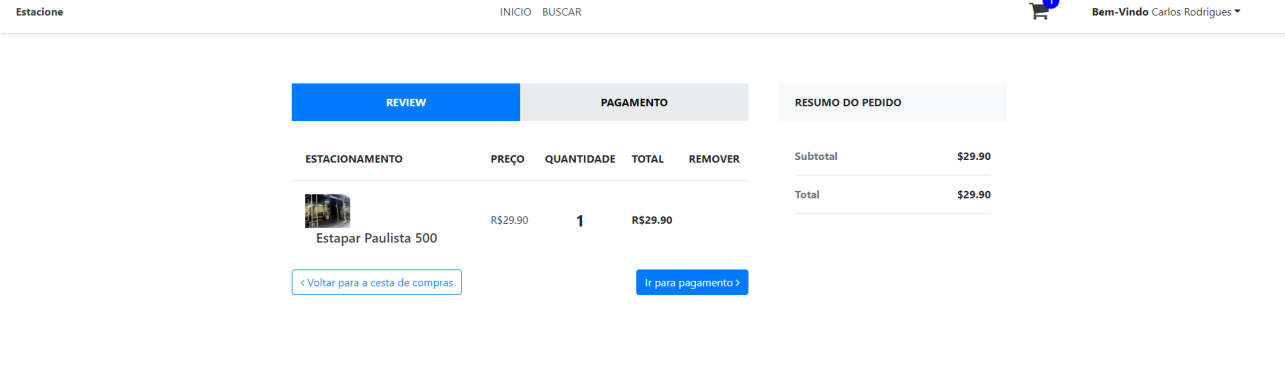 Estacione INICIO BUSCAR 1 Bem-Vindo Carlos Rodrigues
REVIEW PAGAMENTO
ESTACIONAMENTO PREÇO QUANTIDADE TOTAL REMOVER
R$29.90 1 R$29.90
Estapar Paulista 500
< Voltar para a cesta de compras Ir para pagamento >
RESUMO DO PEDIDO
Subtotal $29.90
Total $29.90